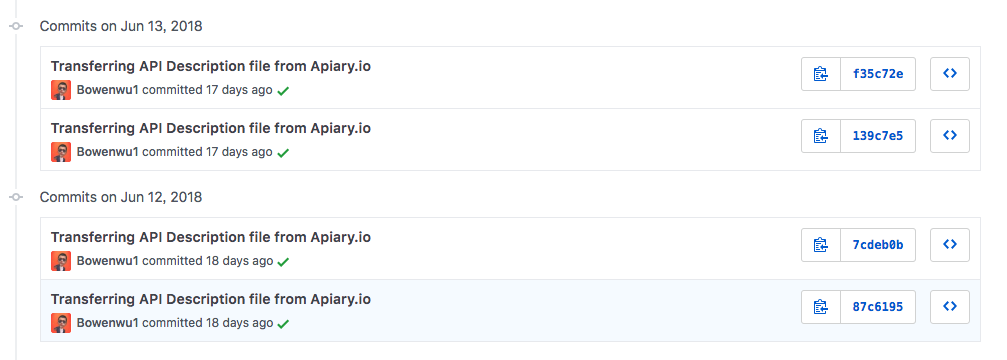 Commits on Jun 13, 2018
Transferring API Description file from Apiary.io
f35c72e
Bowenwu1 committed 17 days ago
Transferring API Description file from Apiary.io
139c7e5
Bowenwu1 committed 17 days ago
Commits on Jun 12, 2018
Transferring API Description file from Apiary.io
7cdeb0b
Bowenwu1 committed 18 days ago
Transferring API Description file from Apiary.io
87c6195
Bowenwu1 committed 18 days ago